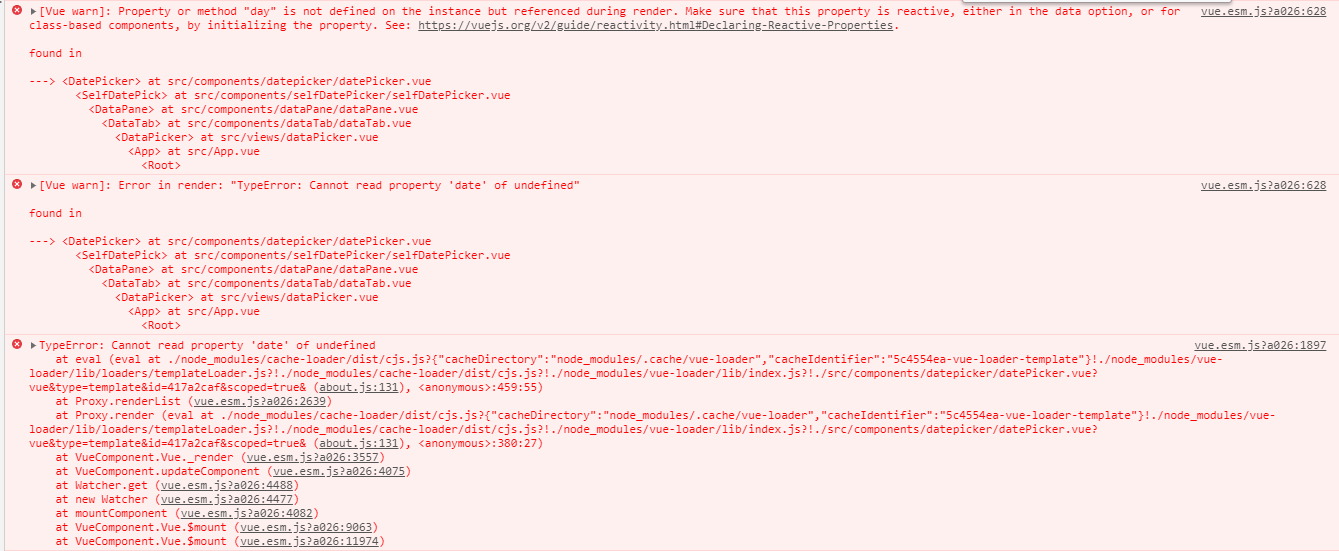 [Vue warn]: Property or method "day" is not defined on the instance but referenced during render. Make sure that this property is reactive, either in the data option, or for vue.esm.js?a026:628
class-based components, by initializing the property. See: https://vuejs.org/v2/guide/reactivity.html#Declaring-Reactive-Properties.
found in
---> <DatePicker> at src/components/datepicker/datePicker.vue
<SelfDatePick> at src/components/selfDatePicker/selfDatePicker.vue
<DataPane> at src/components/dataPane/dataPane.vue
<DataTab> at src/components/dataTab/dataTab.vue
<DataPicker> at src/views/dataPicker.vue
<App> at src/App.vue
<Root>
[Vue warn]: Error in render: "TypeError: Cannot read property 'date' of undefined" vue.esm.js?a026:628
found in
---> <DatePicker> at src/components/datepicker/datePicker.vue
<SelfDatePick> at src/components/selfDatePicker/selfDatePicker.vue
<DataPane> at src/components/dataPane/dataPane.vue
<DataTab> at src/components/dataTab/dataTab.vue
<DataPicker> at src/views/dataPicker.vue
<App> at src/App.vue
<Root>
TypeError: Cannot read property 'date' of undefined vue.esm.js?a026:1897
at eval (eval at ./node_modules/cache-loader/dist/cjs.js?{"cacheDirectory":"node_modules/.cache/vue-loader","cacheIdentifier":"5c4554ea-vue-loader-template"}!./node_modules/vue-
loader/lib/loaders/templateLoader.js?!./node_modules/cache-loader/dist/cjs.js?!./node_modules/vue-loader/lib/index.js?!./src/components/datepicker/datePicker.vue?
vue&type=template&id=417a2caf&scoped=true& (about.js:131), <anonymous>:459:55)
at Proxy.renderList (vue.esm.js?a026:2639)
at Proxy.render (eval at ./node_modules/cache-loader/dist/cjs.js?{"cacheDirectory":"node_modules/.cache/vue-loader","cacheIdentifier":"5c4554ea-vue-loader-template"}!./node_modules/vue-
loader/lib/loaders/templateLoader.js?!./node_modules/cache-loader/dist/cjs.js?!./node_modules/vue-loader/lib/index.js?!./src/components/datepicker/datePicker.vue?
vue&type=template&id=417a2caf&scoped=true& (about.js:131), <anonymous>:380:27)
at VueComponent.Vue._render (vue.esm.js?a026:3557)
at VueComponent.updateComponent (vue.esm.js?a026:4075)
at Watcher.get (vue.esm.js?a026:4488)
at new Watcher (vue.esm.js?a026:4477)
at mountComponent (vue.esm.js?a026:4082)
at VueComponent.Vue.$mount (vue.esm.js?a026:9063)
at VueComponent.Vue.$mount (vue.esm.js?a026:11974)